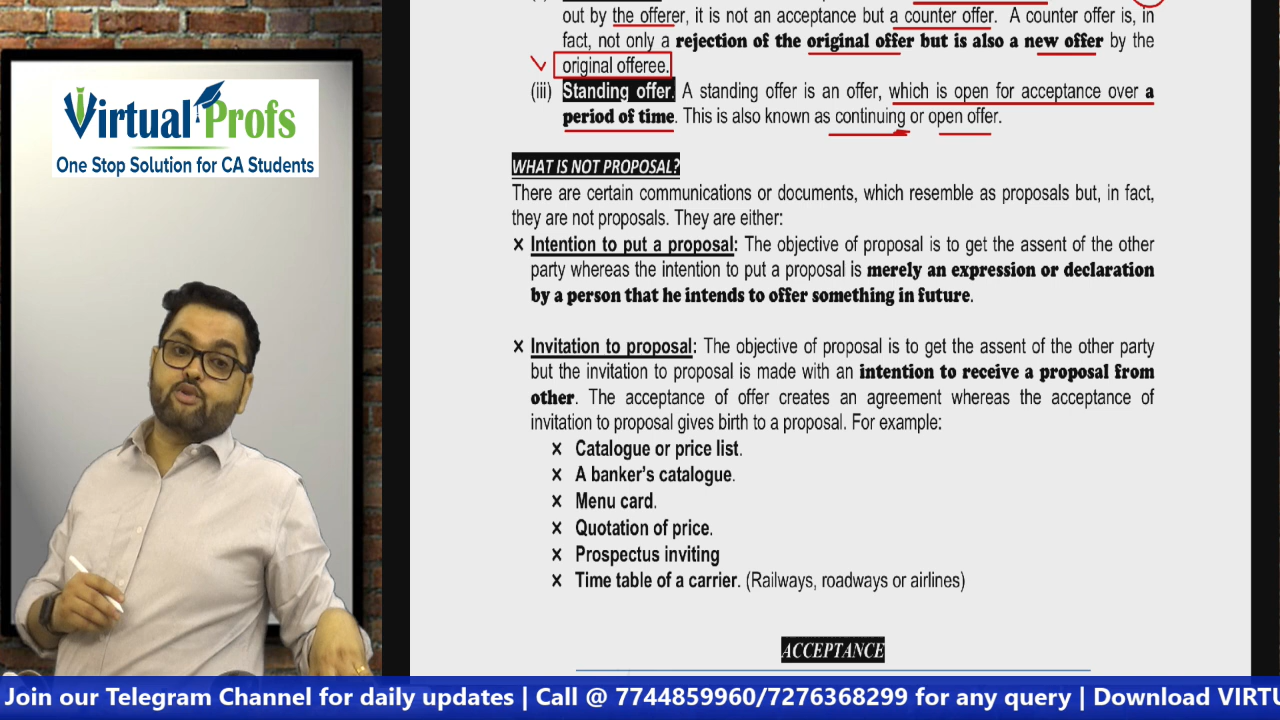 Virtual Profs
One Stop Solution for CA Students
out by the offerer, it is not an acceptance but a counter offer. A counter offer is, in
fact, not only a rejection of the original offer but is also a new offer by the
original offeree.
(iii) Standing offer. A standing offer is an offer, which is open for acceptance over a
period of time. This is also known as continuing or open offer.
WHAT IS NOT PROPOSAL?
There are certain communications or documents, which resemble as proposals but, in fact,
they are not proposals. They are either:
× Intention to put a proposal: The objective of proposal is to get the assent of the other
party whereas the intention to put a proposal is merely an expression or declaration
by a person that he intends to offer something in future.
× Invitation to proposal: The objective of proposal is to get the assent of the other party
but the invitation to proposal is made with an intention to receive a proposal from
other. The acceptance of offer creates an agreement whereas the acceptance of
invitation to proposal gives birth to a proposal. For example:
× Catalogue or price list.
× A banker's catalogue.
× Menu card.
× Quotation of price.
× Prospectus inviting
× Time table of a carrier. (Railways, roadways or airlines)
ACCEPTANCE
Join our Telegram Channel for daily updates | Call @ 7744859960/7276368299 for any query | Download VIRTU